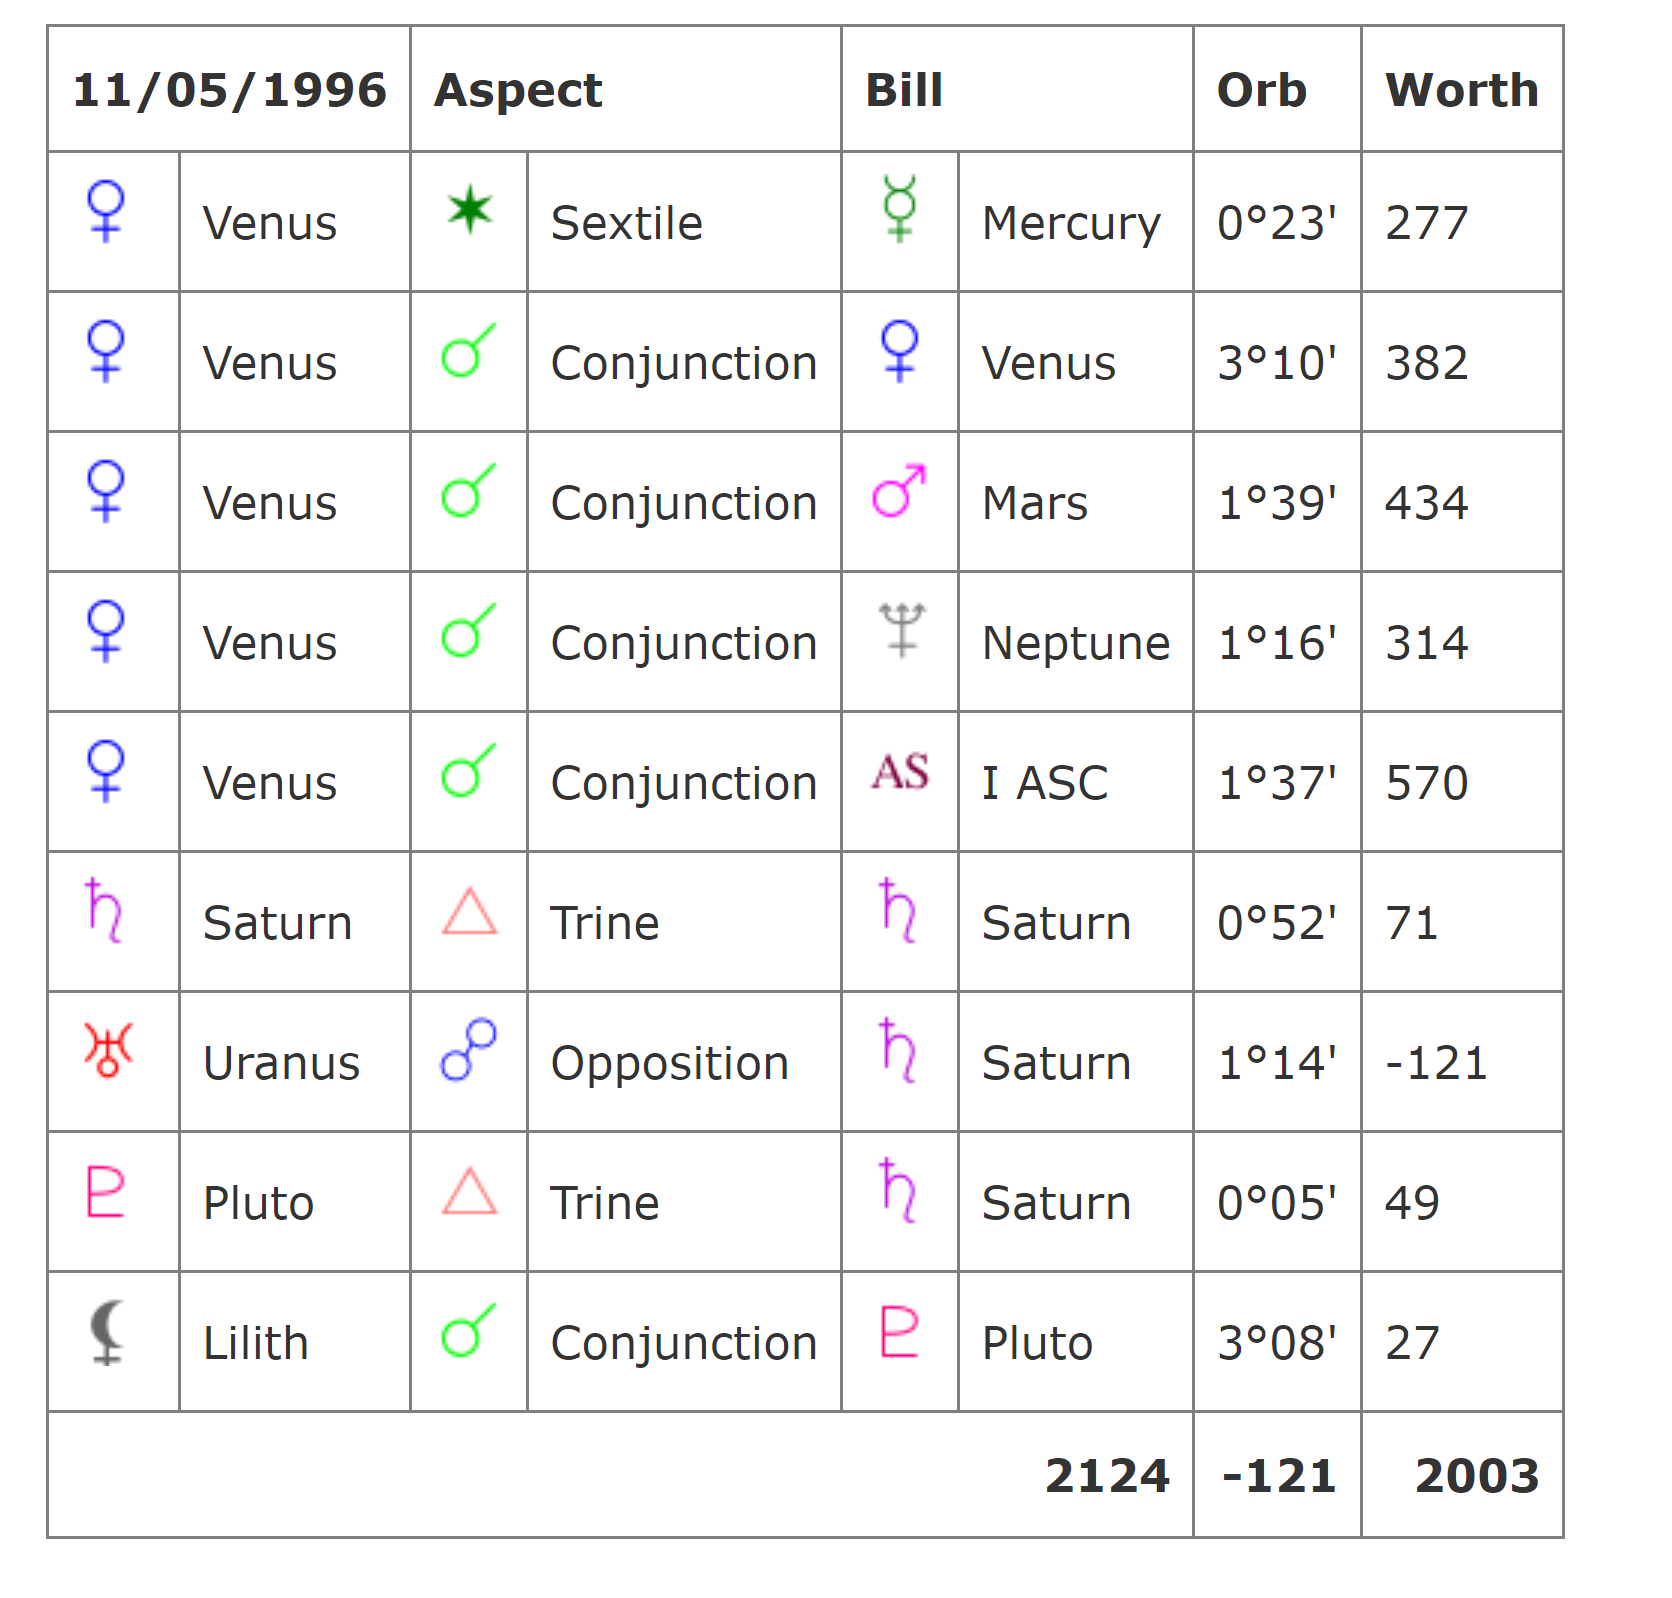 11/05/1996 Aspect Bill Orb Worth
Venus Sextile Mercury 0°23' 277
Venus Conjunction Venus 3°10' 382
Venus Conjunction Mars 1°39' 434
Venus Conjunction Neptune 1°16' 314
Venus Conjunction AS I ASC 1°37' 570
Saturn Trine Saturn 0°52' 71
Uranus Opposition Saturn 1°14' -121
Pluto Trine Saturn 0°05' 49
Lilith Conjunction Pluto 3°08' 27
2124 -121 2003